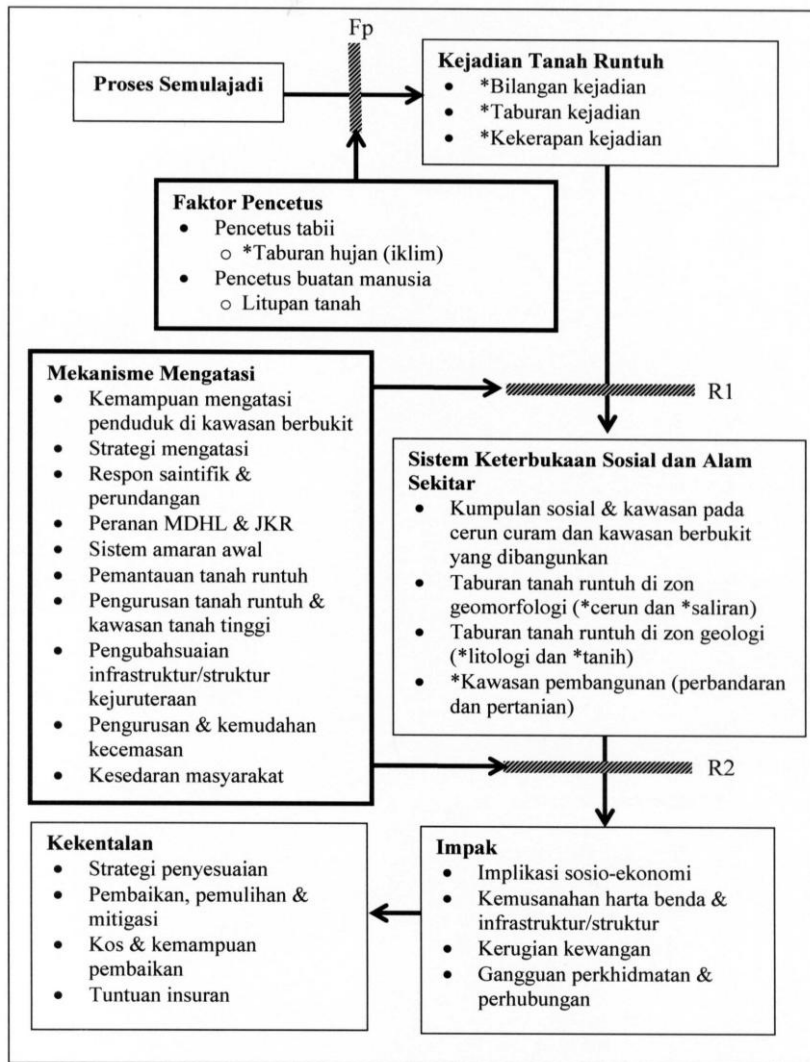 Fp
Proses Semulajadi
Kejadian Tanah Runtuh
• *Bilangan kejadian
• *Taburan kejadian
• *Kekerapan kejadian
Faktor Pencetus
• Pencetus tabii
o *Taburan hujan (iklim)
• Pencetus buatan manusia
o Litupan tanah
Mekanisme Mengatasi
• Kemampuan mengatasi
penduduk di kawasan berbukit
• Strategi mengatasi
• Respon saintifik &
perundangan
• Peranan MDHL & JKR
• Sistem amaran awal
• Pemantauan tanah runtuh
• Pengurusan tanah runtuh &
kawasan tanah tinggi
• Pengubahsuaian
infrastruktur/struktur
kejuruteraan
• Pengurusan & kemudahan
kecemasan
• Kesedaran masyarakat
R1
Sistem Keterbukaan Sosial dan Alam
Sekitar
• Kumpulan sosial & kawasan pada
cerun curam dan kawasan berbukit
yang dibangunkan
• Taburan tanah runtuh di zon
geomorfologi (*cerun dan *saliran)
• Taburan tanah runtuh di zon geologi
(*litologi dan *tanih)
• *Kawasan pembangunan (perbandaran
dan pertanian)
R2
Kekentalan
• Strategi penyesuaian
• Pembaikan, pemulihan &
mitigasi
• Kos & kemampuan
pembaikan
• Tuntuan insuran
Impak
• Implikasi sosio-ekonomi
• Kemusanahan harta benda &
infrastruktur/struktur
• Kerugian kewangan
• Gangguan perkhidmatan &
perhubungan